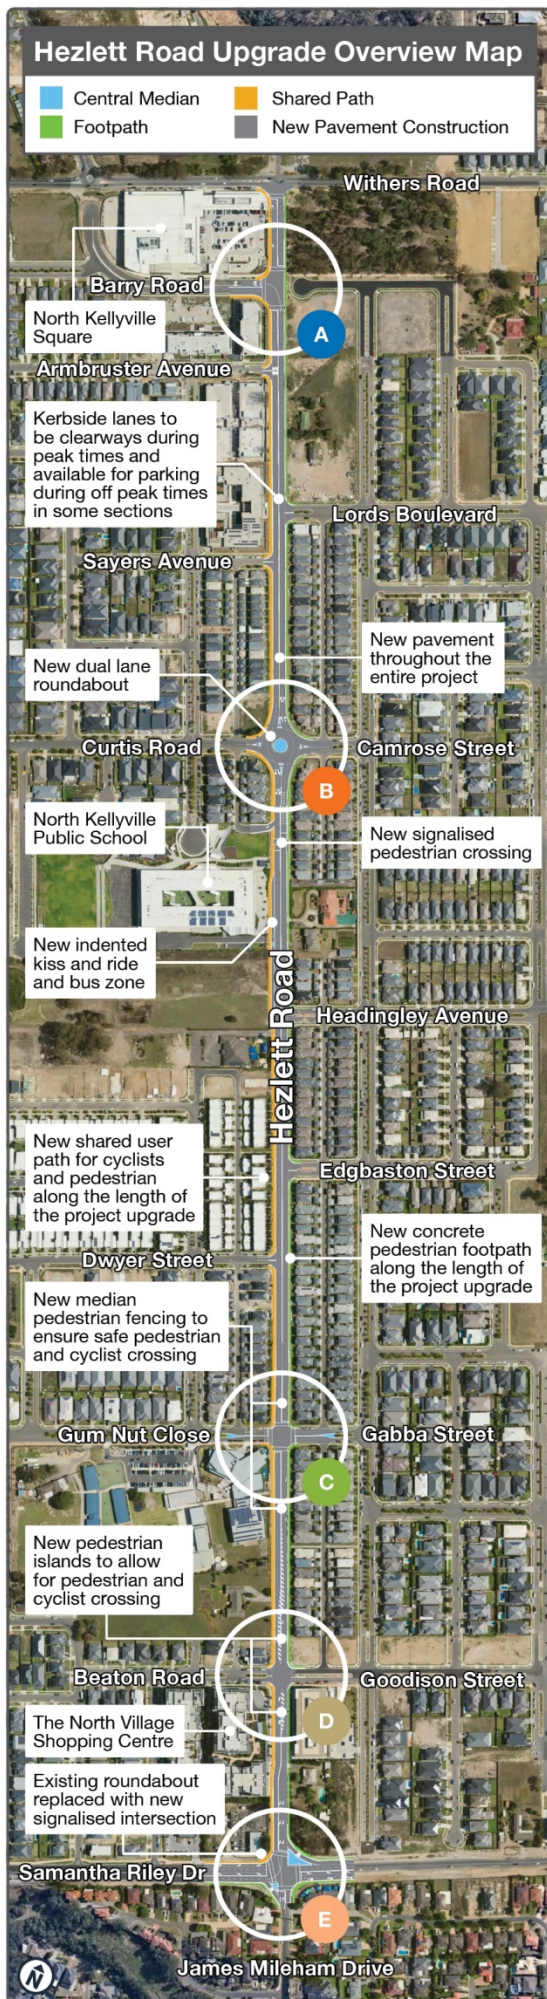 Hezlett Road Upgrade Overview Map
Central Median
Shared Path
Footpath
New Pavement Construction
Withers Road
Barry Road
A
North Kellyville
Square
Armbruster Avenue
Kerbside lanes to
be clearways during
peak times and
available for parking
during off peak times
in some sections
Lords Boulevard
Sayers Avenue
New pavement
throughout the
entire project
New dual lane
roundabout
Curtis Road
Camrose Street
B
North Kellyville
Public School
New signalised
pedestrian crossing
New indented
kiss and ride
and bus zone
Hezlett Road
Headingley Avenue
New shared user
path for cyclists
and pedestrian
along the length of
the project upgrade
Edgbaston Street
Dwyer Street
New concrete
pedestrian footpath
along the length of
the project upgrade
New median
pedestrian fencing to
ensure safe pedestrian
and cyclist crossing
Gum Nut Close
Gabba Street
C
New pedestrian
islands to allow
for pedestrian and
cyclist crossing
Beaton Road
Goodison Street
D
The North Village
Shopping Centre
Existing roundabout
replaced with new
signalised intersection
Samantha Riley Dr
E
James Mileham Drive
N